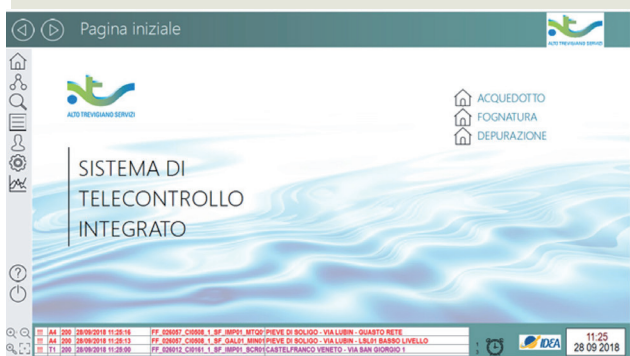 Pagina iniziale
ALTO TREVIGIANO SERVIZI
ALTO TREVIGIANO SERVIZI
ACQUEDOTTO
FOGNATURA
DEPURAZIONE
SISTEMA DI
TELECONTROLLO
INTEGRATO
A4 200 28/09/2018 11:25:16 FF_026057_CI0508_1_SF_IMP01_MTQ PIEVE DI SOLIGO - VIA LUBIN - GUASTO RETE
A4 200 28/09/2018 11:25:13 FF_026057_CI0508_1_SF_GAL01_MIN PIEVE DI SOLIGO - VIA LUBIN - LSL01 BASSO LIVELLO
T1 200 28/09/2018 11:25:00 FF_026012_CI0161_1_SF_IMP01_SCR CASTELFRANCO VENETO - VIA SAN GIORGIO 1
IDEA
11:25
28 09 2018